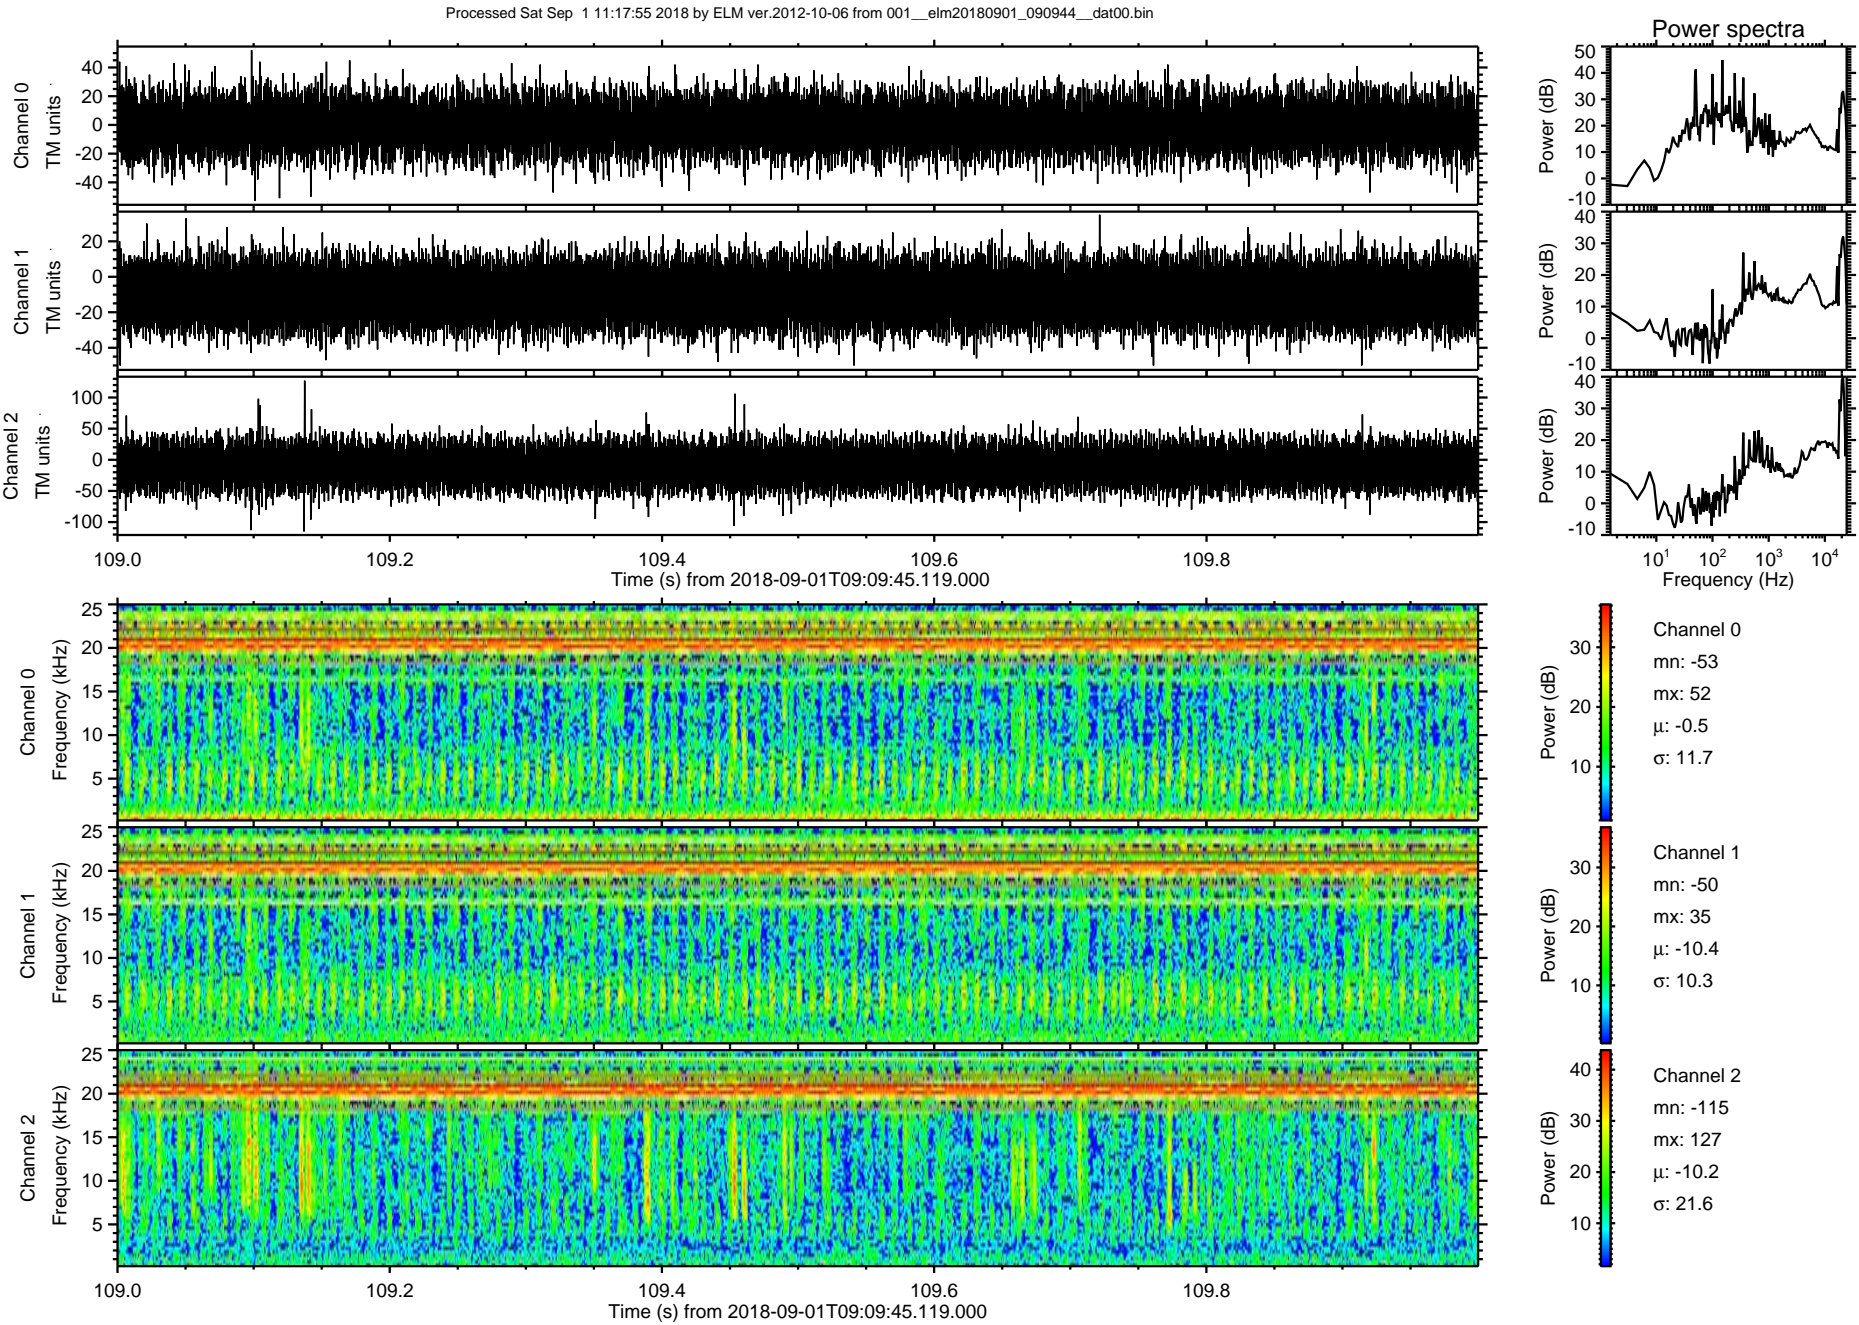 Processed Sat Sep  1 11:17:55 2018 by ELM ver.2012-10-06 from 001__elm20180901_090944__dat00.bin
Power spectra
Channel 0
TM units
40
20
0
-20
-40
Power (dB)
50
40
30
20
10
0
-10
Channel 1
TM units
20
0
-20
-40
Power (dB)
40
30
20
10
0
-10
Channel 2
TM units
100
50
0
-50
-100
Power (dB)
40
30
20
10
0
-10
109.0 109.2 109.4 109.6 109.8
Time (s) from 2018-09-01T09:09:45.119.000
10^1 10^2 10^3 10^4
Frequency (Hz)
Channel 0
Frequency (kHz)
25
20
15
10
5
Power (dB)
30
20
10
Channel 0
mn: -53
mx: 52
μ: -0.5
σ: 11.7
Channel 1
Frequency (kHz)
25
20
15
10
5
Power (dB)
30
20
10
Channel 1
mn: -50
mx: 35
μ: -10.4
σ: 10.3
Channel 2
Frequency (kHz)
25
20
15
10
5
Power (dB)
40
30
20
10
Channel 2
mn: -115
mx: 127
μ: -10.2
σ: 21.6
109.0 109.2 109.4 109.6 109.8
Time (s) from 2018-09-01T09:09:45.119.000